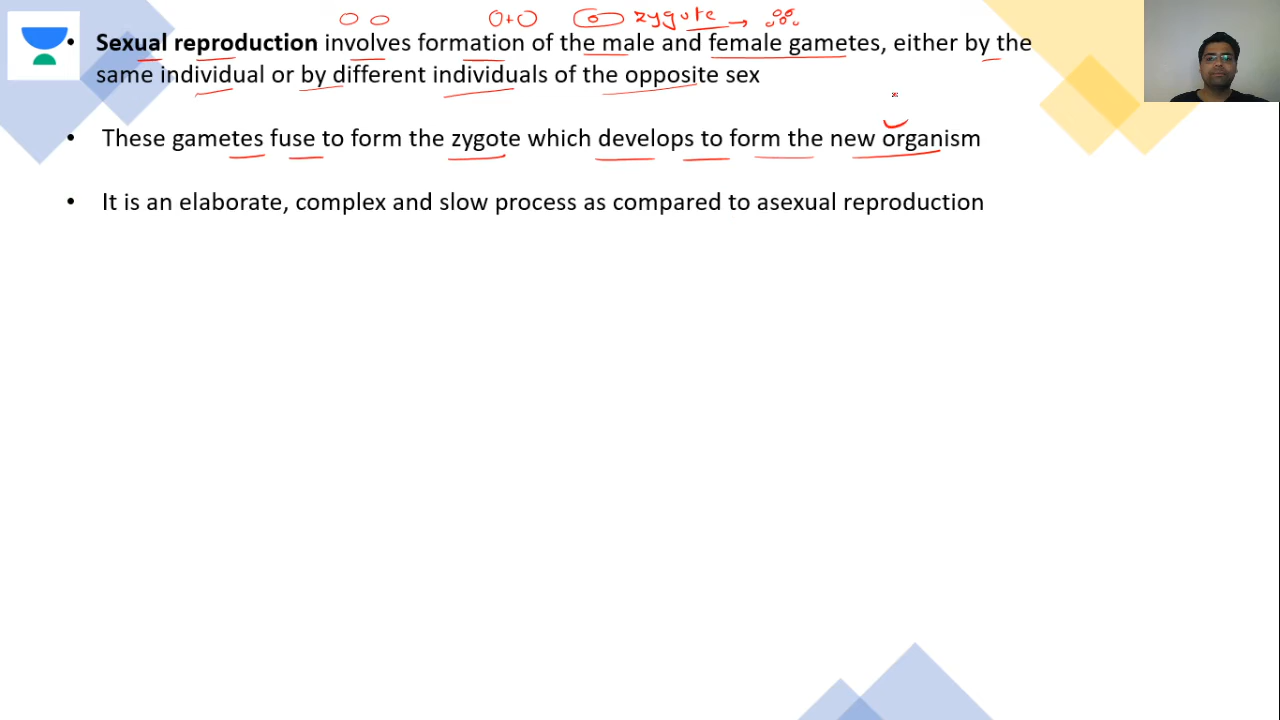 zygote
• Sexual reproduction involves formation of the male and female gametes, either by the
same individual or by different individuals of the opposite sex
• These gametes fuse to form the zygote which develops to form the new organism
• It is an elaborate, complex and slow process as compared to asexual reproduction